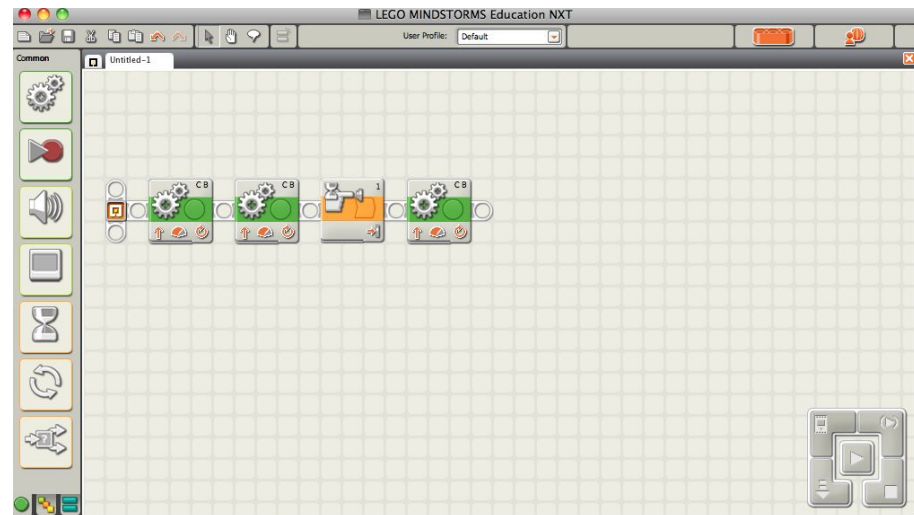 LEGO MINDSTORMS Education NXT
User Profile: Default
Common
Untitled-1
C B
C B
1
C B
?